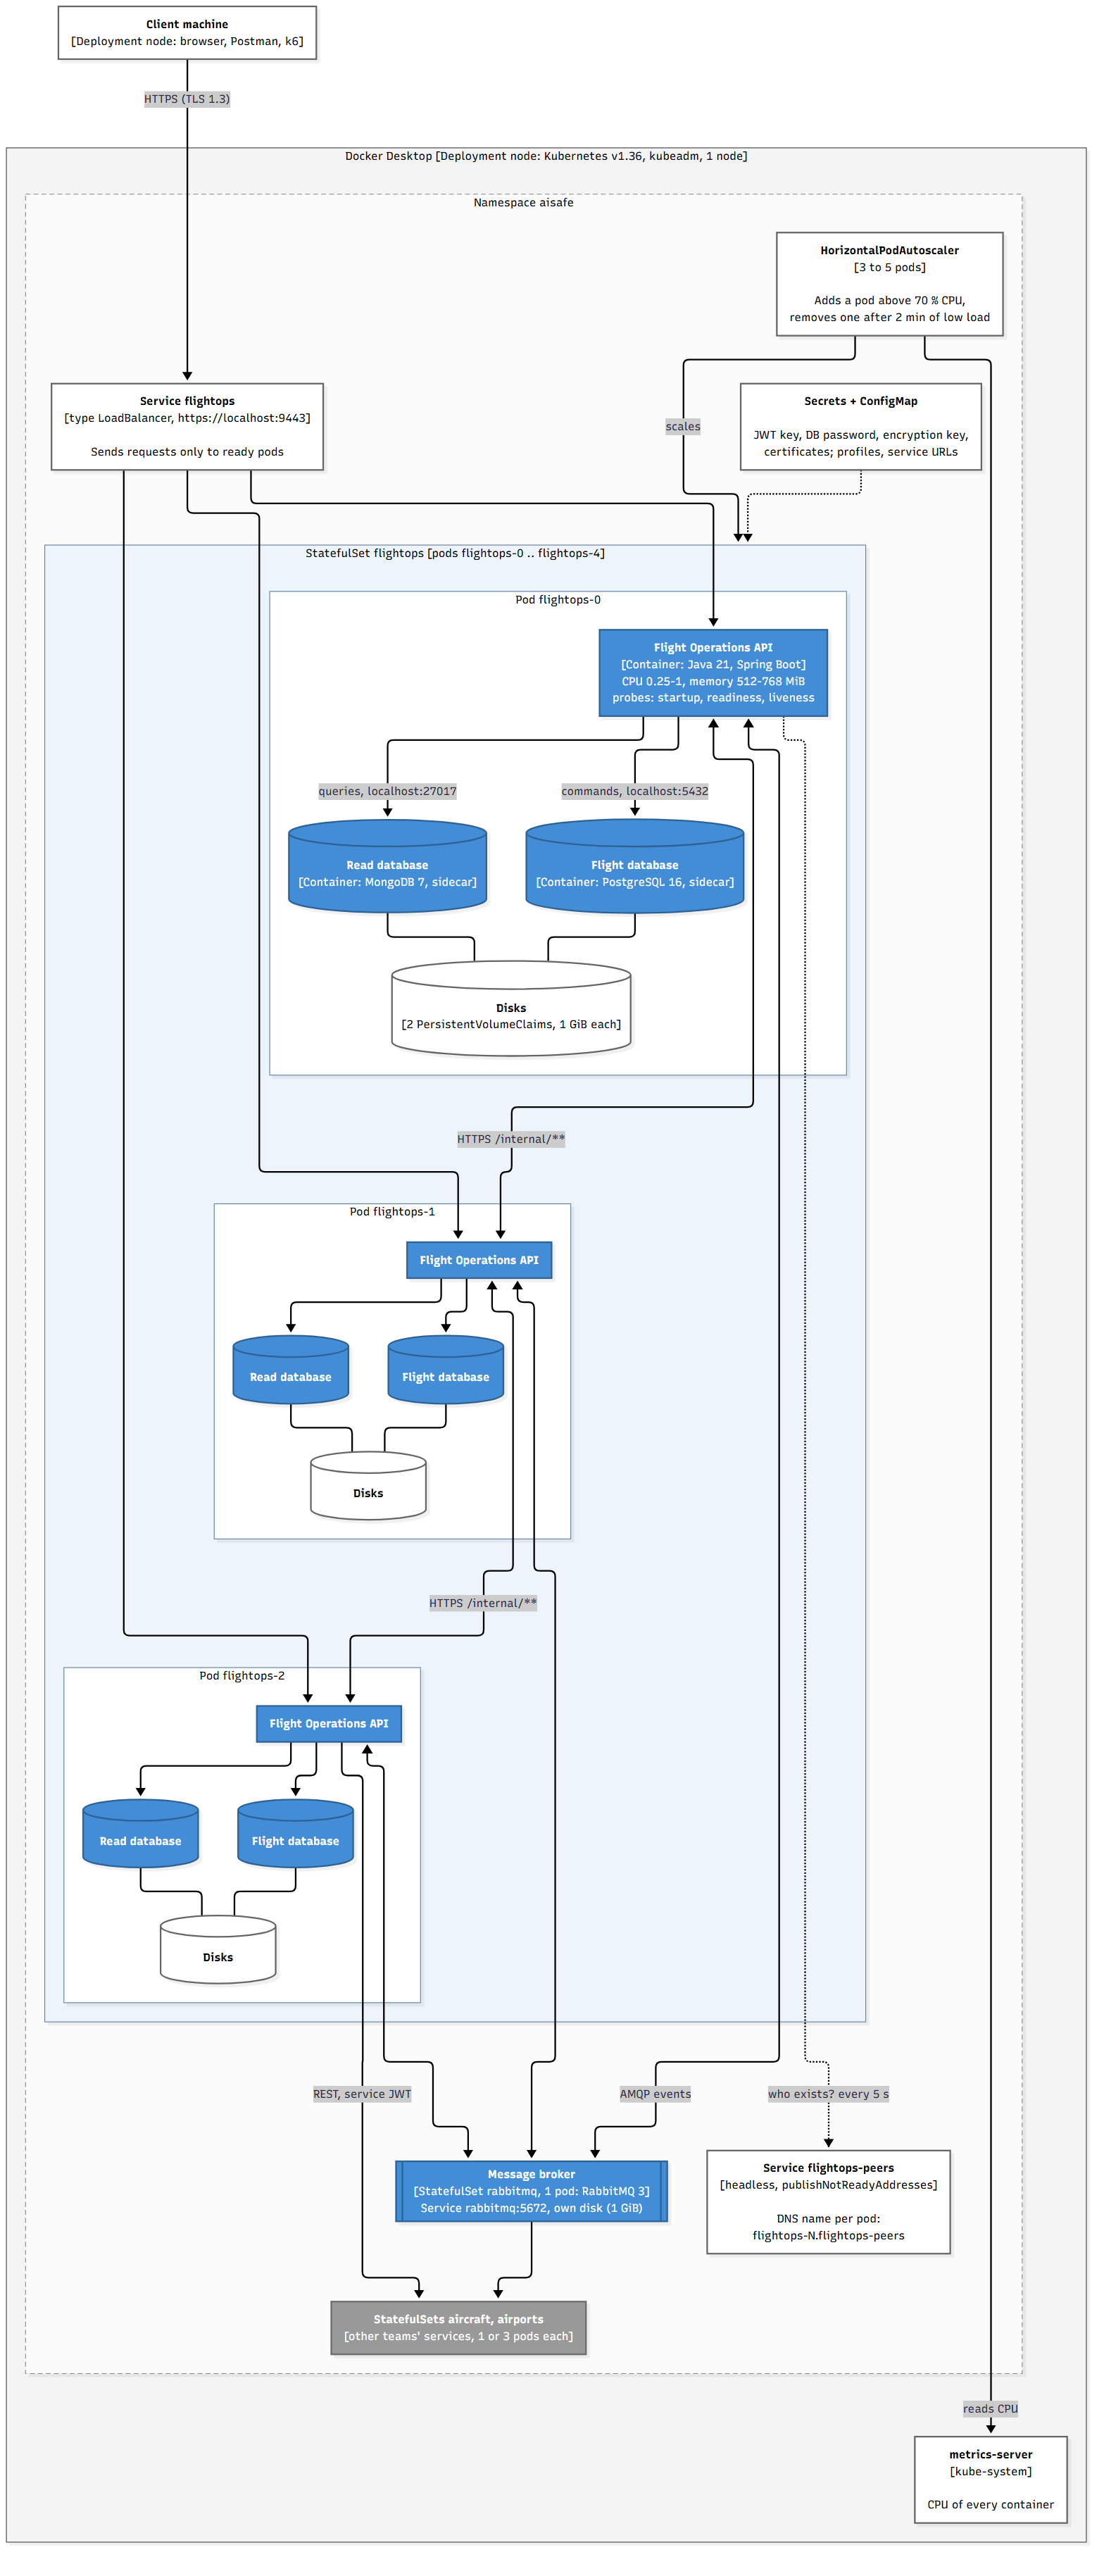 Client machine
[Deployment node: browser, Postman, k6]
HTTPS (TLS 1.3)
Docker Desktop [Deployment node: Kubernetes v1.36, kubeadm, 1 node]
Namespace aisafe
HorizontalPodAutoscaler
[3 to 5 pods]
Adds a pod above 70 % CPU,
removes one after 2 min of low load
Service flightops
[type LoadBalancer, https://localhost:9443]
Sends requests only to ready pods
scales
Secrets + ConfigMap
JWT key, DB password, encryption key,
certificates; profiles, service URLs
StatefulSet flightops [pods flightops-0 .. flightops-4]
Pod flightops-0
Flight Operations API
[Container: Java 21, Spring Boot]
CPU 0.25-1, memory 512-768 MiB
probes: startup, readiness, liveness
queries, localhost:27017
commands, localhost:5432
Read database
[Container: MongoDB 7, sidecar]
Flight database
[Container: PostgreSQL 16, sidecar]
Disks
[2 PersistentVolumeClaims, 1 GiB each]
HTTPS /internal/**
Pod flightops-1
Flight Operations API
Read database
Flight database
Disks
HTTPS /internal/**
Pod flightops-2
Flight Operations API
Read database
Flight database
Disks
REST, service JWT
AMQP events
who exists? every 5 s
Message broker
[StatefulSet rabbitmq, 1 pod: RabbitMQ 3]
Service rabbitmq:5672, own disk (1 GiB)
Service flightops-peers
[headless, publishNotReadyAddresses]
DNS name per pod:
flightops-N.flightops-peers
StatefulSets aircraft, airports
[other teams' services, 1 or 3 pods each]
reads CPU
metrics-server
[kube-system]
CPU of every container